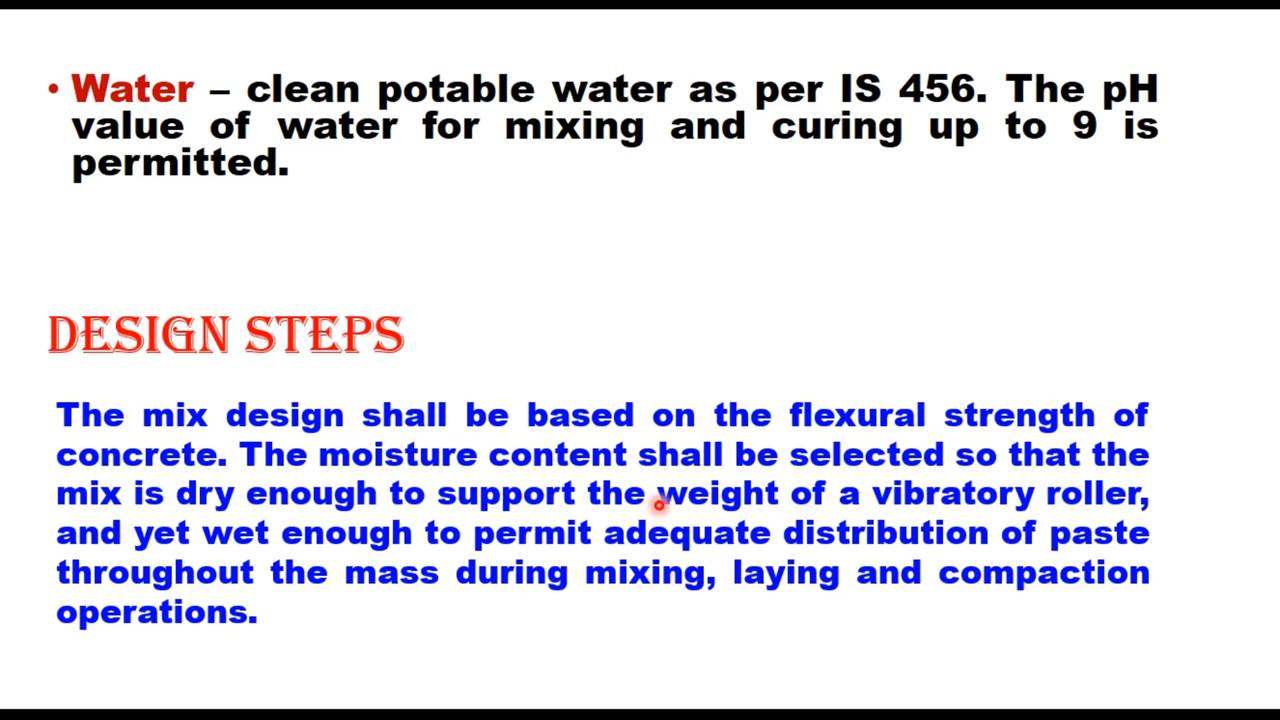 • Water – clean potable water as per IS 456. The pH
value of water for mixing and curing up to 9 is
permitted.
DESIGN STEPS
The mix design shall be based on the flexural strength of
concrete. The moisture content shall be selected so that the
mix is dry enough to support the weight of a vibratory roller,
and yet wet enough to permit adequate distribution of paste
throughout the mass during mixing, laying and compaction
operations.